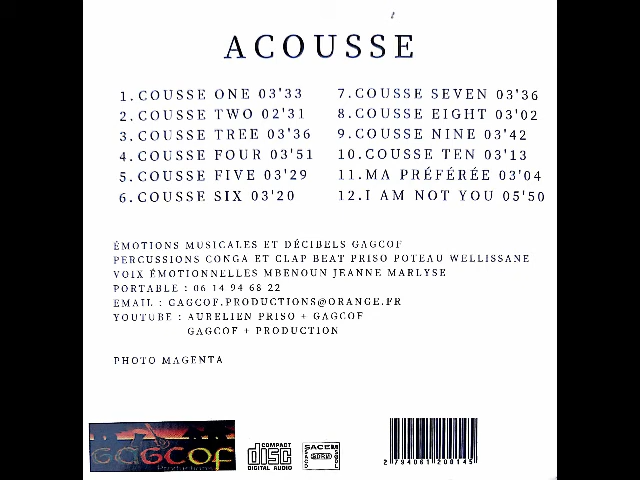 ACOUSSE
1. COUSSE ONE 03'33
2. COUSSE TWO 02'31
3. COUSSE TREE 03'36
4. COUSSE FOUR 03'51
5. COUSSE FIVE 03'29
6. COUSSE SIX 03'20
7. COUSSE SEVEN 03'36
8. COUSSE EIGHT 03'02
9. COUSSE NINE 03'42
10. COUSSE TEN 03'13
11. MA PRÉFÉRÉE 03'04
12. I AM NOT YOU 05'50
ÉMOTIONS MUSICALES ET DÉCIBELS GAGCOF
PERCUSSIONS CONGA ET CLAP BEAT PRISO POTEAU WELLISSANE
VOIX ÉMOTIONNELLES MBENOUN JEANNE MARLYSE
PORTABLE : 06 14 94 68 22
EMAIL : GAGCOF.PRODUCTIONS@ORANGE.FR
YOUTUBE : AURELIEN PRISO + GAGCOF
GAGCOF + PRODUCTION
PHOTO MAGENTA
GAGCOF
Productions
COMPACT
disc
DIGITAL AUDIO
SACEM
SDRM
2 794061 200145